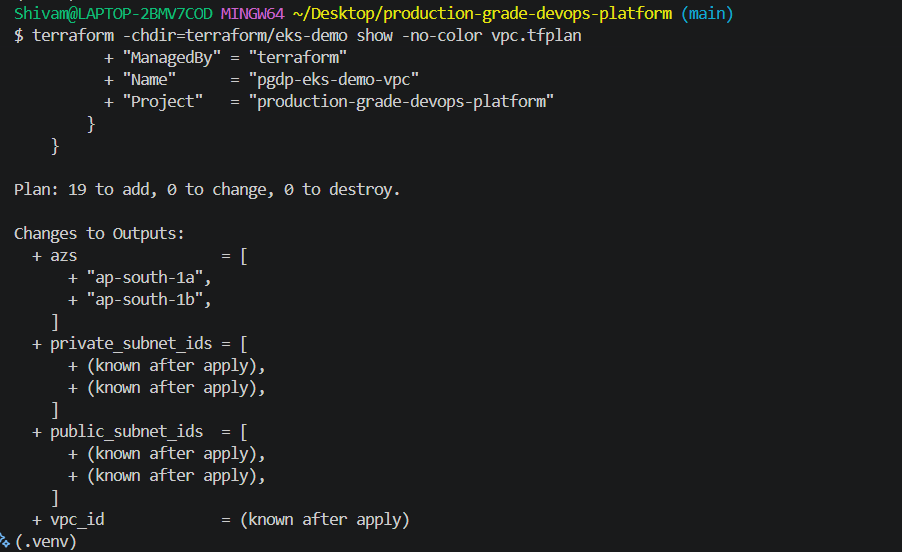 Shivam@LAPTOP-2BMV7COD MINGW64 ~/Desktop/production-grade-devops-platform (main)
$ terraform -chdir=terraform/eks-demo show -no-color vpc.tfplan
          + "ManagedBy" = "terraform"
          + "Name"      = "pgdp-eks-demo-vpc"
          + "Project"   = "production-grade-devops-platform"
        }
    }

Plan: 19 to add, 0 to change, 0 to destroy.

Changes to Outputs:
  + azs                = [
      + "ap-south-1a",
      + "ap-south-1b",
    ]
  + private_subnet_ids = [
      + (known after apply),
      + (known after apply),
    ]
  + public_subnet_ids  = [
      + (known after apply),
      + (known after apply),
    ]
  + vpc_id             = (known after apply)
(.venv)